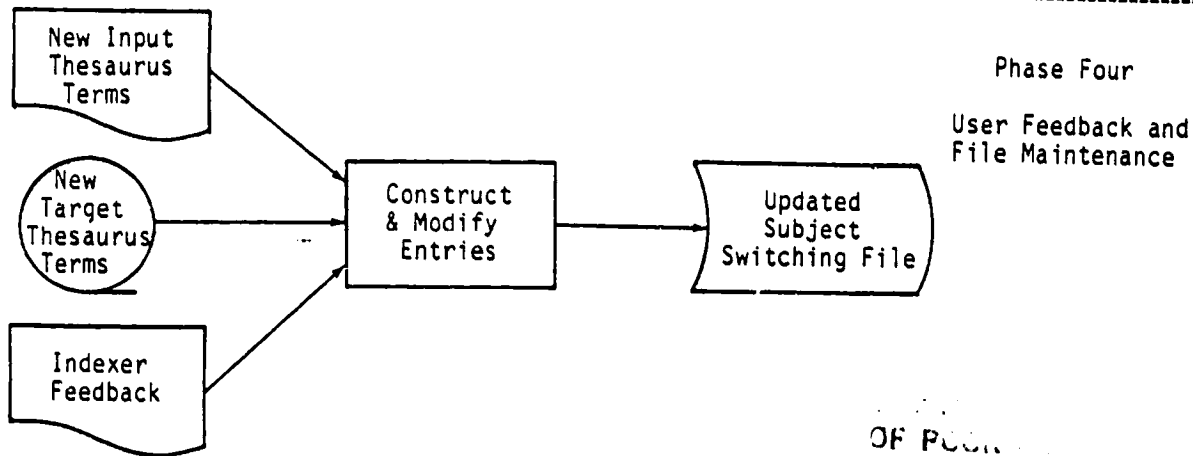 New Input
Thesaurus
Terms
New
Target
Thesaurus
Terms
Indexer
Feedback
Construct
& Modify
Entries
Updated
Subject
Switching File
Phase Four
User Feedback and
File Maintenance
OF